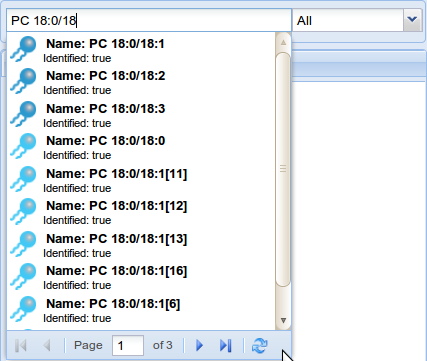 PC 18:0/18 All
Name: PC 18:0/18:1
Identified: true
Name: PC 18:0/18:2
Identified: true
Name: PC 18:0/18:3
Identified: true
Name: PC 18:0/18:0
Identified: true
Name: PC 18:0/18:1[11]
Identified: true
Name: PC 18:0/18:1[12]
Identified: true
Name: PC 18:0/18:1[13]
Identified: true
Name: PC 18:0/18:1[16]
Identified: true
Name: PC 18:0/18:1[6]
Identified: true
Page 1 of 3